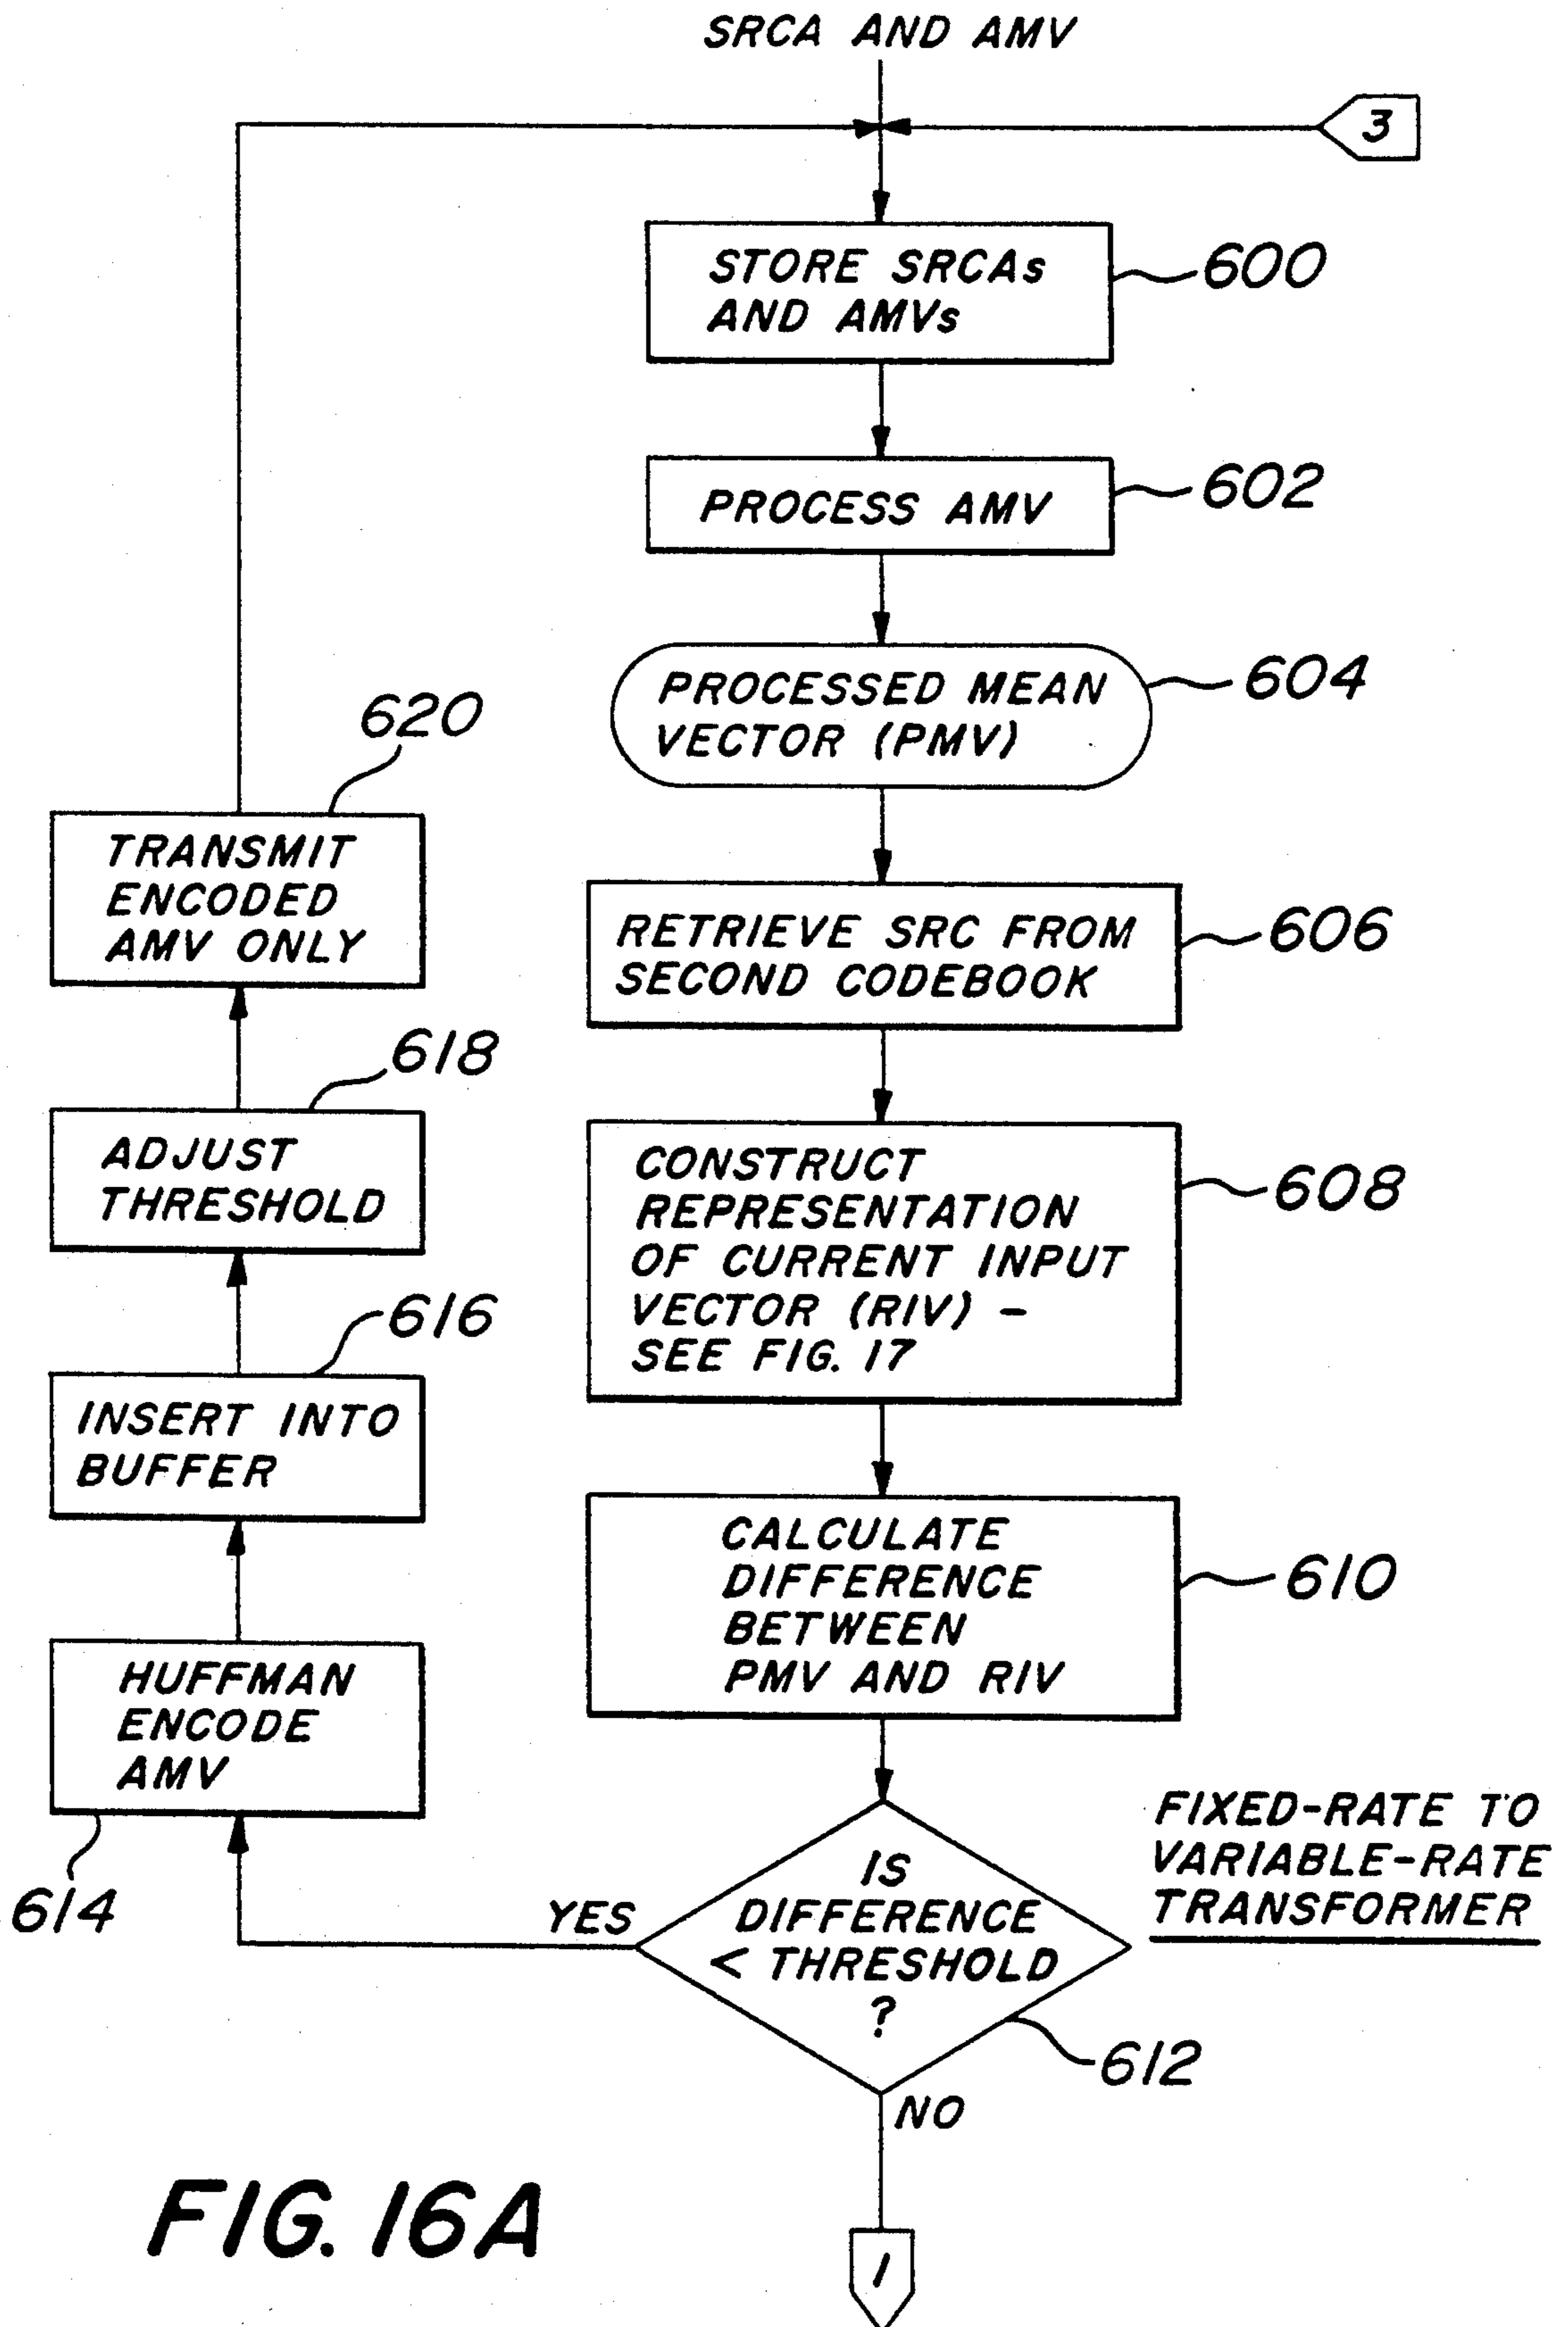 SRCA AND AMV
3
STORE SRCAs
AND AMVs
600
PROCESS AMV
602
PROCESSED MEAN
VECTOR (PMV)
604
RETRIEVE SRC FROM
SECOND CODEBOOK
606
CONSTRUCT
REPRESENTATION
OF CURRENT INPUT
VECTOR (RIV) –
SEE FIG. 17
608
CALCULATE
DIFFERENCE
BETWEEN
PMV AND RIV
610
IS
DIFFERENCE
< THRESHOLD
?
612
YES
NO
1
HUFFMAN
ENCODE
AMV
614
INSERT INTO
BUFFER
616
ADJUST
THRESHOLD
618
TRANSMIT
ENCODED
AMV ONLY
620
FIXED-RATE TO
VARIABLE-RATE
TRANSFORMER
FIG. 16A